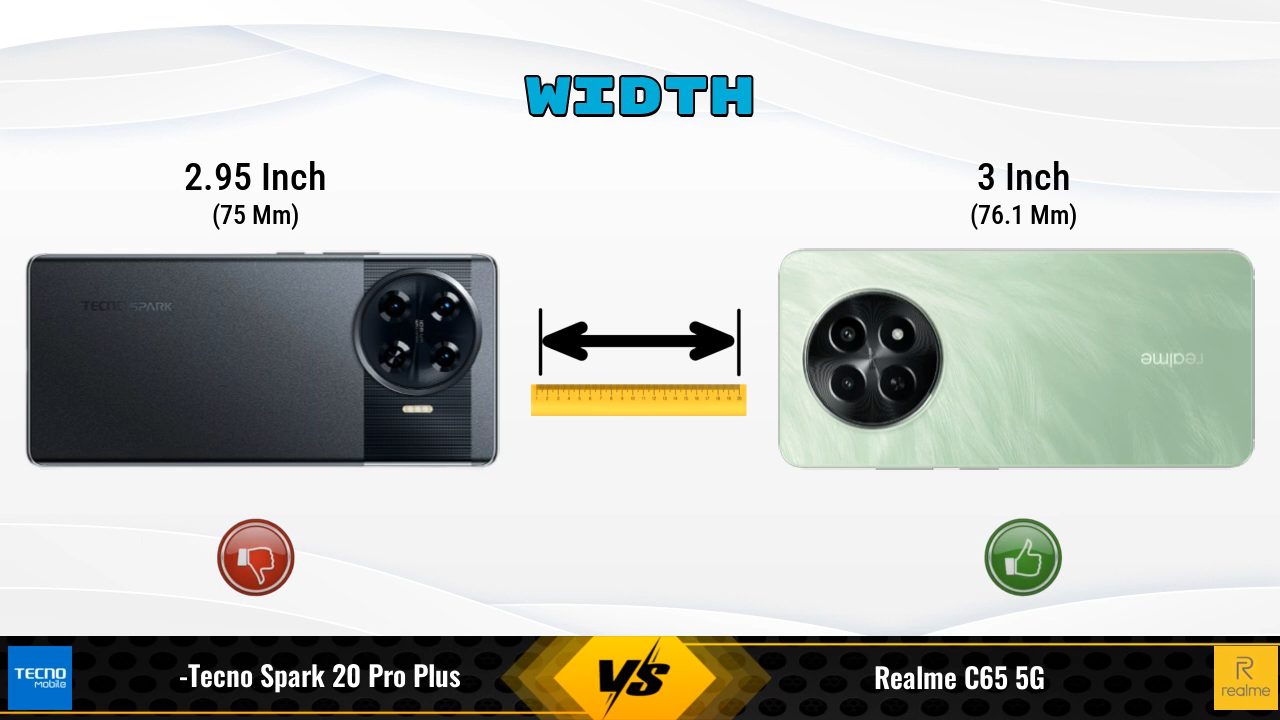 WIDTH
2.95 Inch
(75 Mm)
3 Inch
(76.1 Mm)
TECNO SPARK
realme
VS
TECNO
Mobile
-Tecno Spark 20 Pro Plus
Realme C65 5G
R
realme